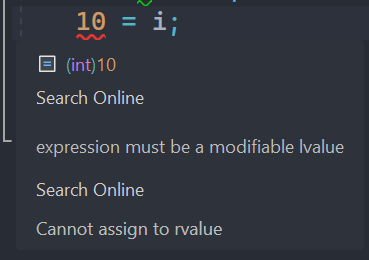 10 = i;
(int)10
Search Online
expression must be a modifiable lvalue
Search Online
Cannot assign to rvalue